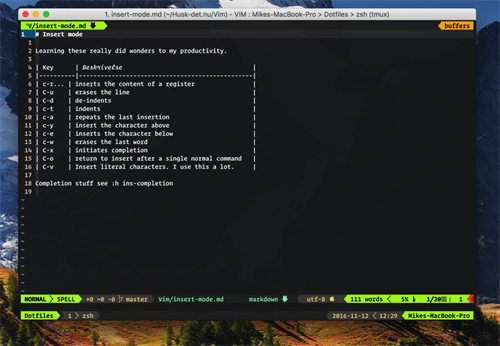 1. insert-mode.md (~/Husk-det.nu/Vim) - VIM : Mikes-MacBook-Pro > Dotfiles > zsh (tmux)
V/insert-mode.md buffers
1 # Insert mode
2
3 Learning these really did wonders to my productivity.
4
5 | Key | Beskrivelse |
6 |---------|--------------------------------------------|
7 | c-r... | inserts the content of a register |
8 | C-u | erases the line |
9 | C-d | de-indents |
| c-t | indents |
10 | c-a | repeats the last insertion |
11 | c-y | insert the character above |
12 | c-e | inserts the character below |
13 | c-w | erases the last word |
14 | C-x | initiates completion |
15 | C-o | return to insert after a single normal command |
16 | C-v | Insert literal characters. I use this a lot. |
17
18 Completion stuff see :h ins-completion
19
NORMAL SPELL +0 ~0 -0 master Vim/insert-mode.md markdown utf-8 111 words 5% 1/20 : 1
Dotfiles 1 zsh 2016-11-12 12:29 Mikes-MacBook-Pro